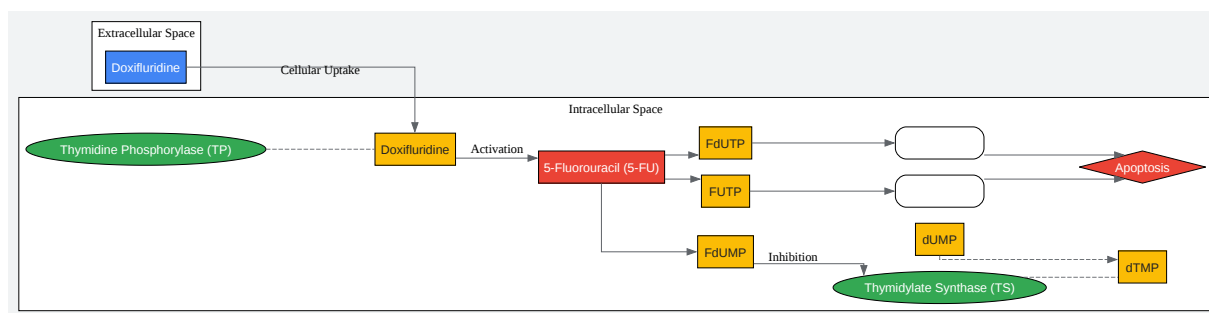 Extracellular Space
Doxifluridine
Cellular Uptake
Intracellular Space
Thymidine Phosphorylase (TP)
Doxifluridine
Activation
5-Fluorouracil (5-FU)
FdUTP
FUTP
Apoptosis
FdUMP
Inhibition
dUMP
dTMP
Thymidylate Synthase (TS)